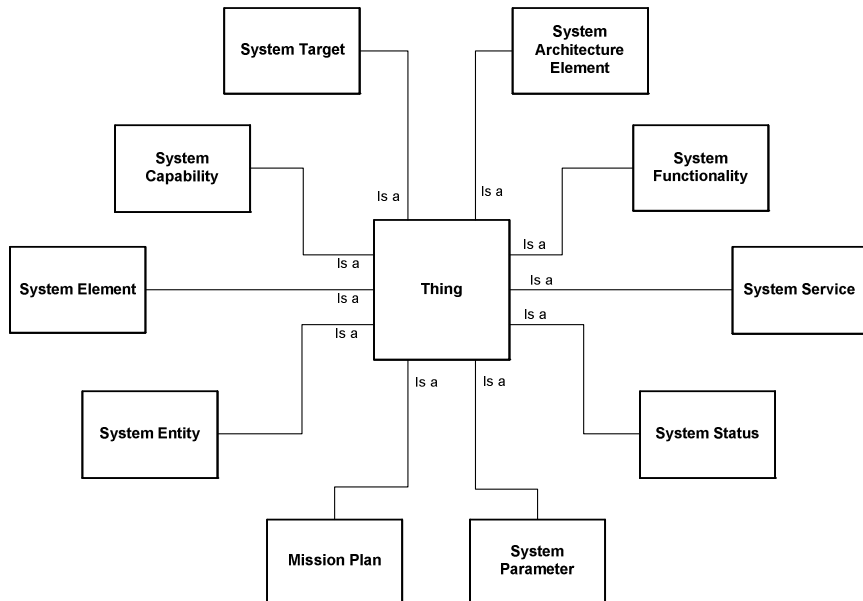 System Target
System
Architecture
Element
System
Capability
System
Functionality
Is a
Is a
Is a
Is a
System Element
Is a
Thing
Is a
System Service
Is a
Is a
System Entity
Is a
Is a
System Status
Mission Plan
System
Parameter